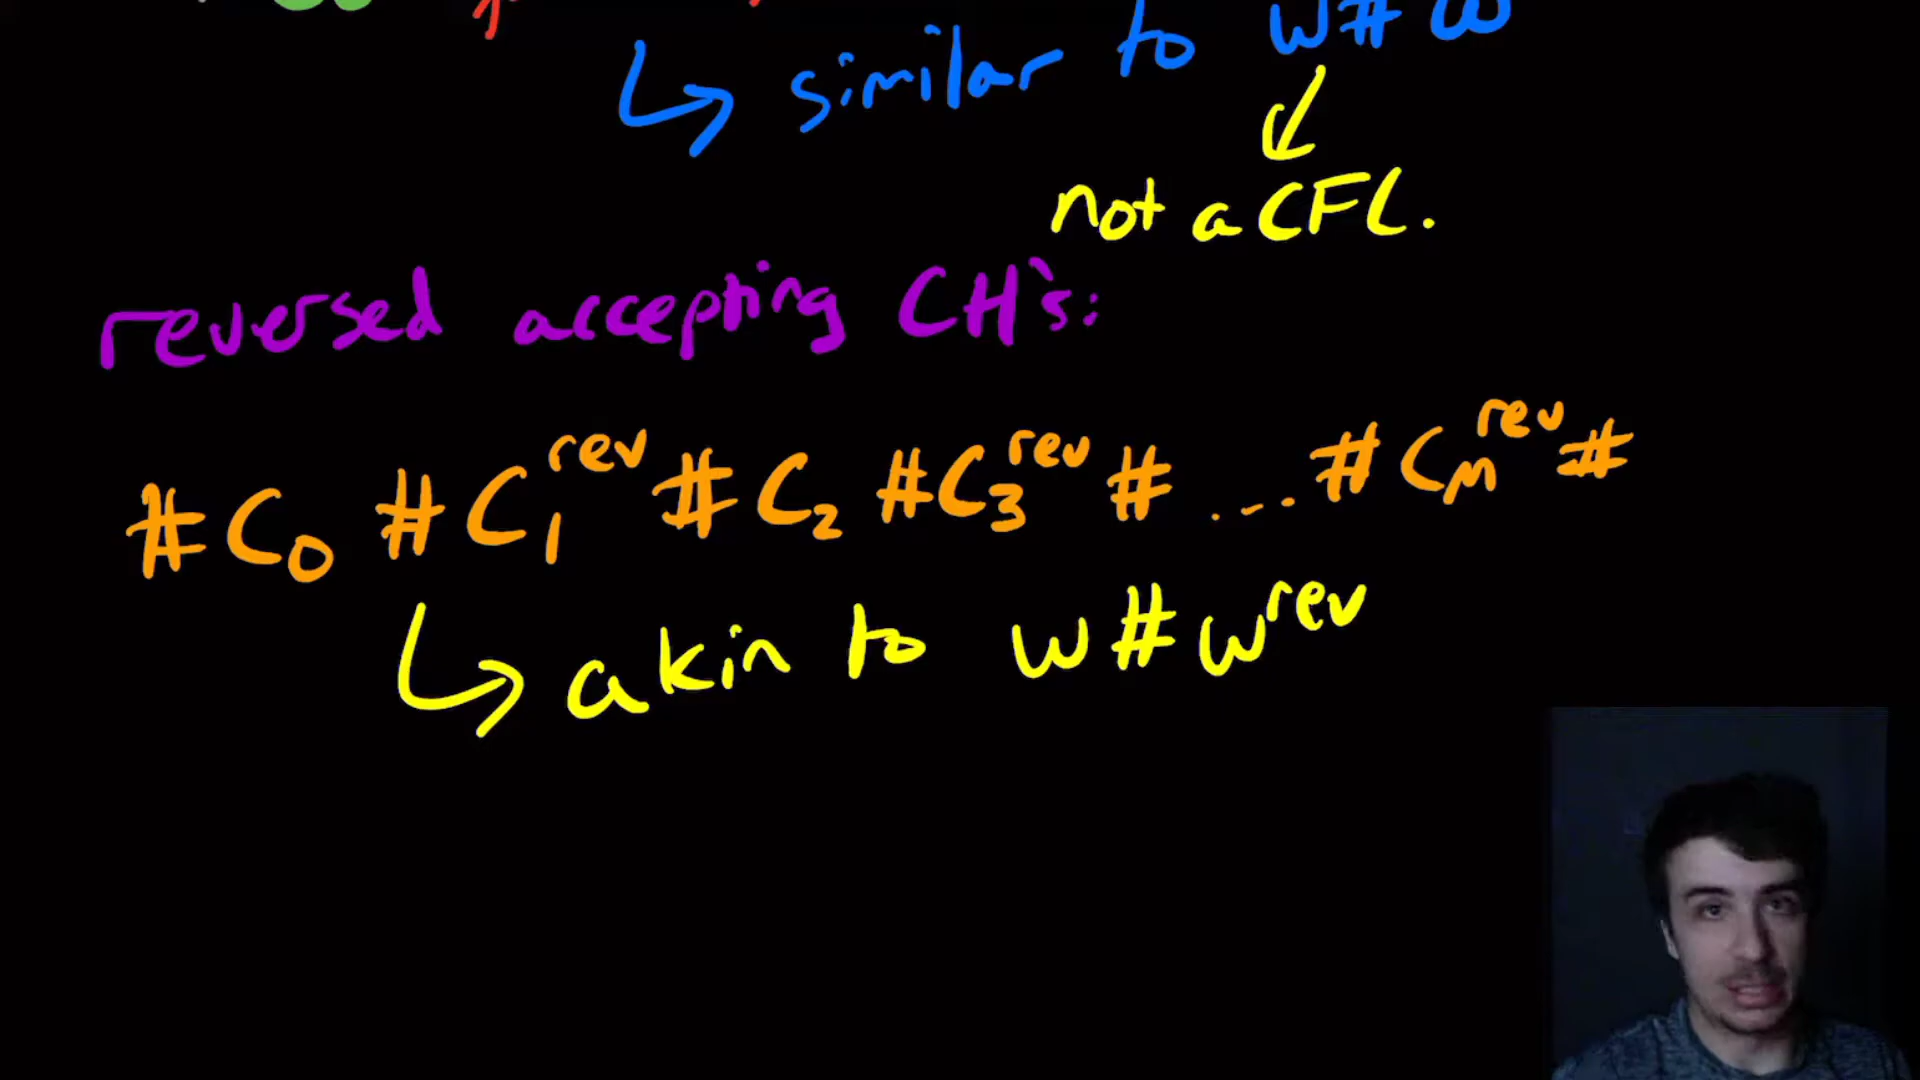 similar to w#w
not a CFL.
reversed accepting CH's:
#C₀ #C₁ʳᵉᵛ #C₂ #C₃ʳᵉᵛ # ... #Cₘʳᵉᵛ #
akin to w#wʳᵉᵛ